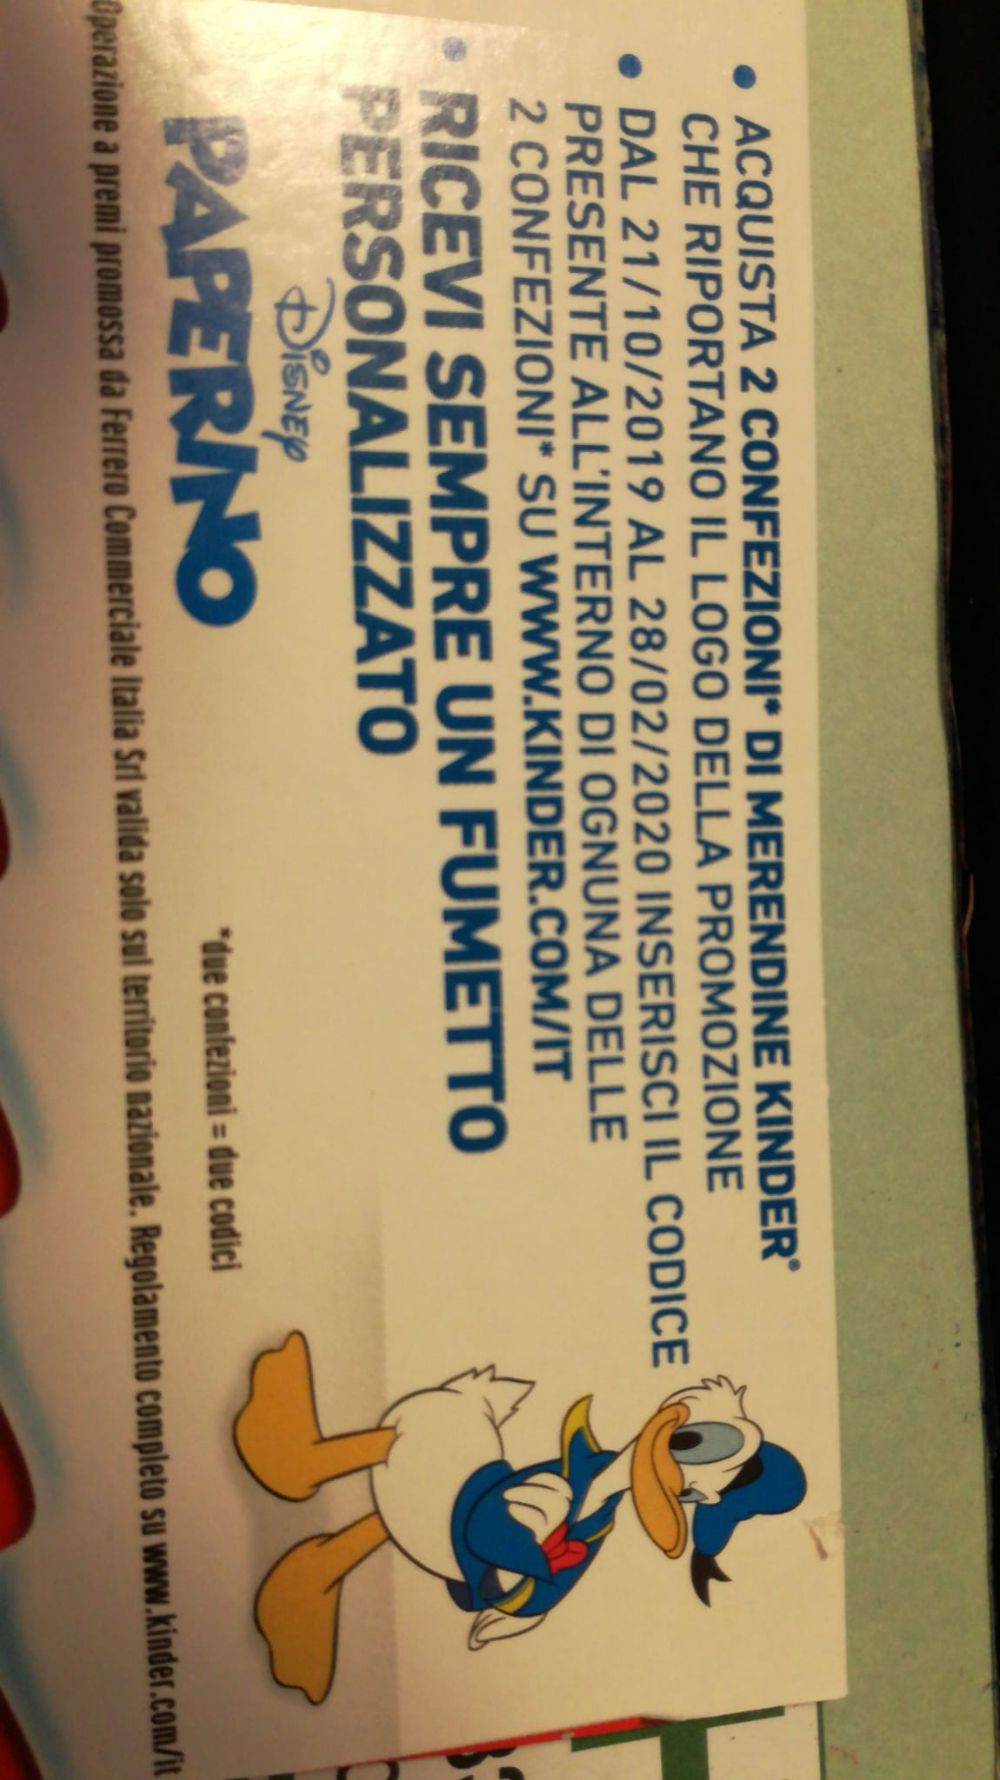 • ACQUISTA 2 CONFEZIONI* DI MERENDINE KINDER®
CHE RIPORTANO IL LOGO DELLA PROMOZIONE
• DAL 21/10/2019 AL 28/02/2020 INSERISCI IL CODICE
PRESENTE ALL'INTERNO DI OGNUNA DELLE
2 CONFEZIONI* SU WWW.KINDER.COM/IT
• RICEVI SEMPRE UN FUMETTO
PERSONALIZZATO
DISNEY
PAPERINO
*due confezioni = due codici
Operazione a premi promossa da Ferrero Commerciale Italia Srl valida solo sul territorio nazionale. Regolamento completo su www.kinder.com/it